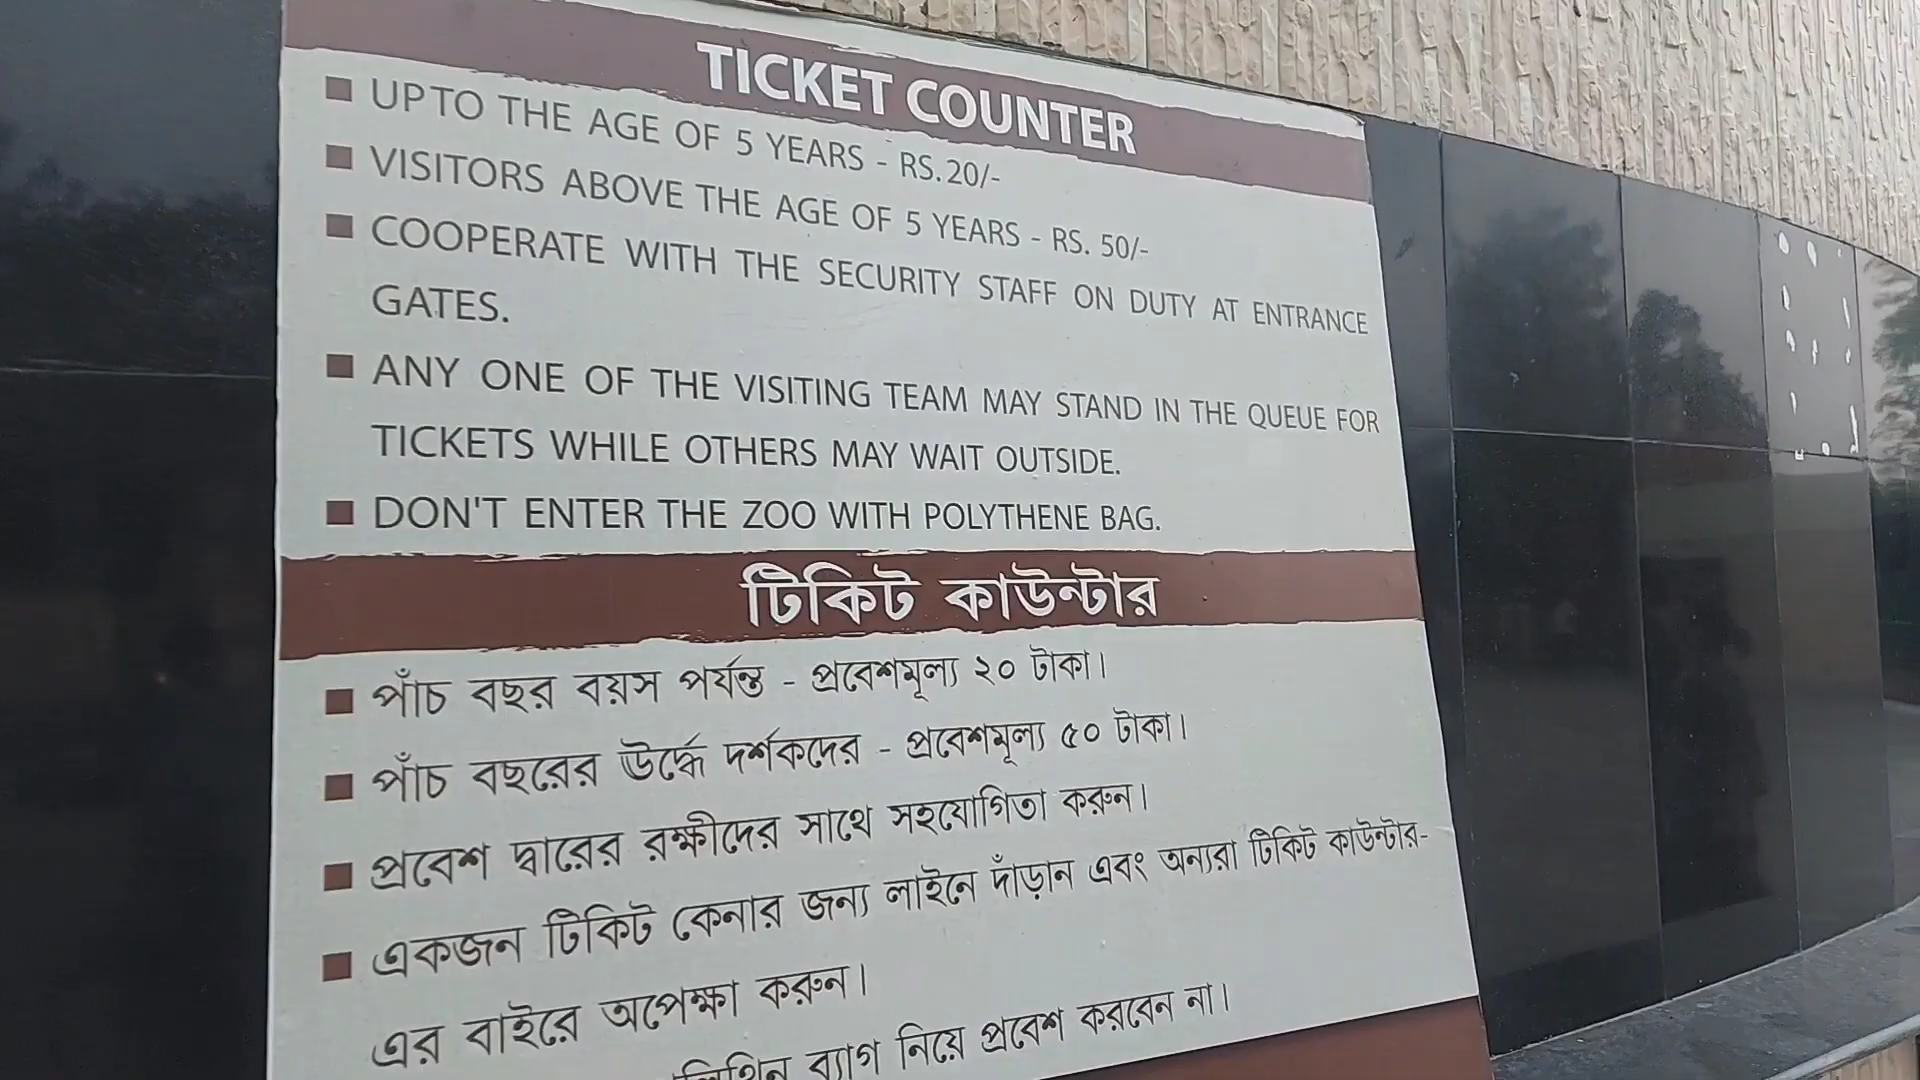 TICKET COUNTER
■ UPTO THE AGE OF 5 YEARS - RS.20/-
■ VISITORS ABOVE THE AGE OF 5 YEARS - RS. 50/-
■ COOPERATE WITH THE SECURITY STAFF ON DUTY AT ENTRANCE
GATES.
■ ANY ONE OF THE VISITING TEAM MAY STAND IN THE QUEUE FOR
TICKETS WHILE OTHERS MAY WAIT OUTSIDE.
■ DON'T ENTER THE ZOO WITH POLYTHENE BAG.
টিকিট কাউন্টার
■ পাঁচ বছর বয়স পর্যন্ত - প্রবেশমূল্য ২০ টাকা।
■ পাঁচ বছরের ঊর্দ্ধে দর্শকদের - প্রবেশমূল্য ৫০ টাকা।
■ প্রবেশ দ্বারের রক্ষীদের সাথে সহযোগিতা করুন।
■ একজন টিকিট কেনার জন্য লাইনে দাঁড়ান এবং অন্যরা টিকিট কাউন্টার-
এর বাইরে অপেক্ষা করুন।
ব্যাগ নিয়ে প্রবেশ করবেন না।